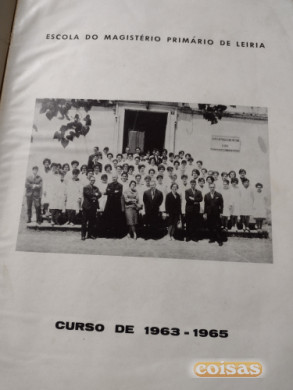 ESCOLA DO MAGISTÉRIO PRIMÁRIO DE LEIRIA
CURSO DE 1963-1965
coisas